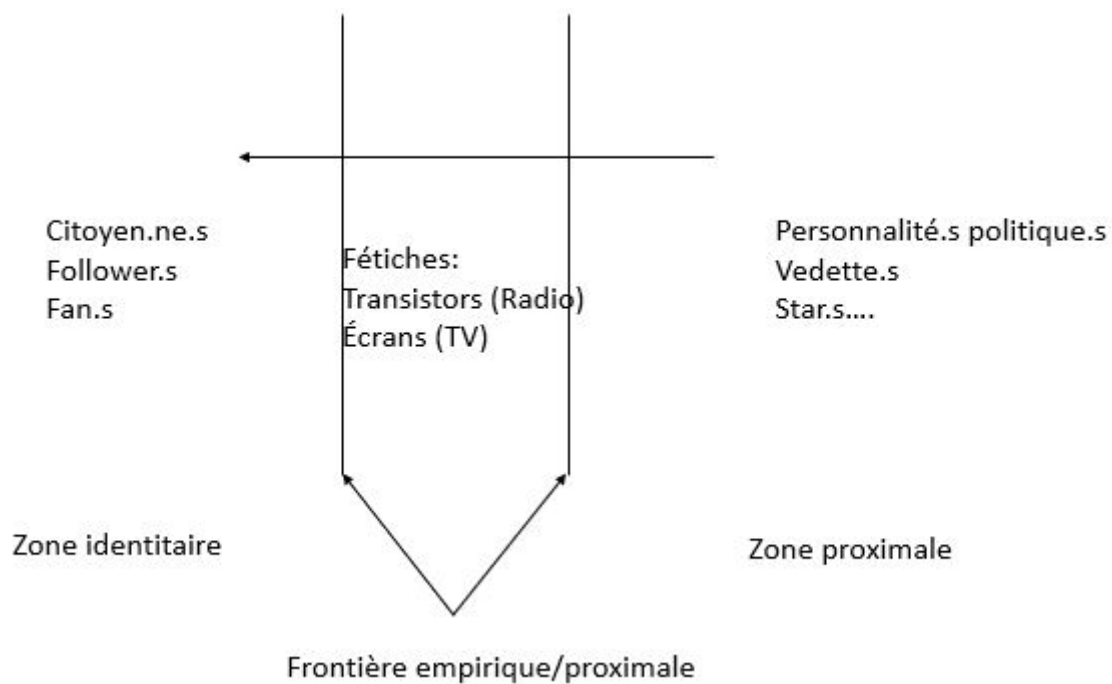 Citoyen.ne.s
Follower.s
Fan.s
Fétiches:
Transistors (Radio)
Écrans (TV)
Personnalité.s politique.s
Vedette.s
Star.s....
Zone identitaire
Zone proximale
Frontière empirique/proximale